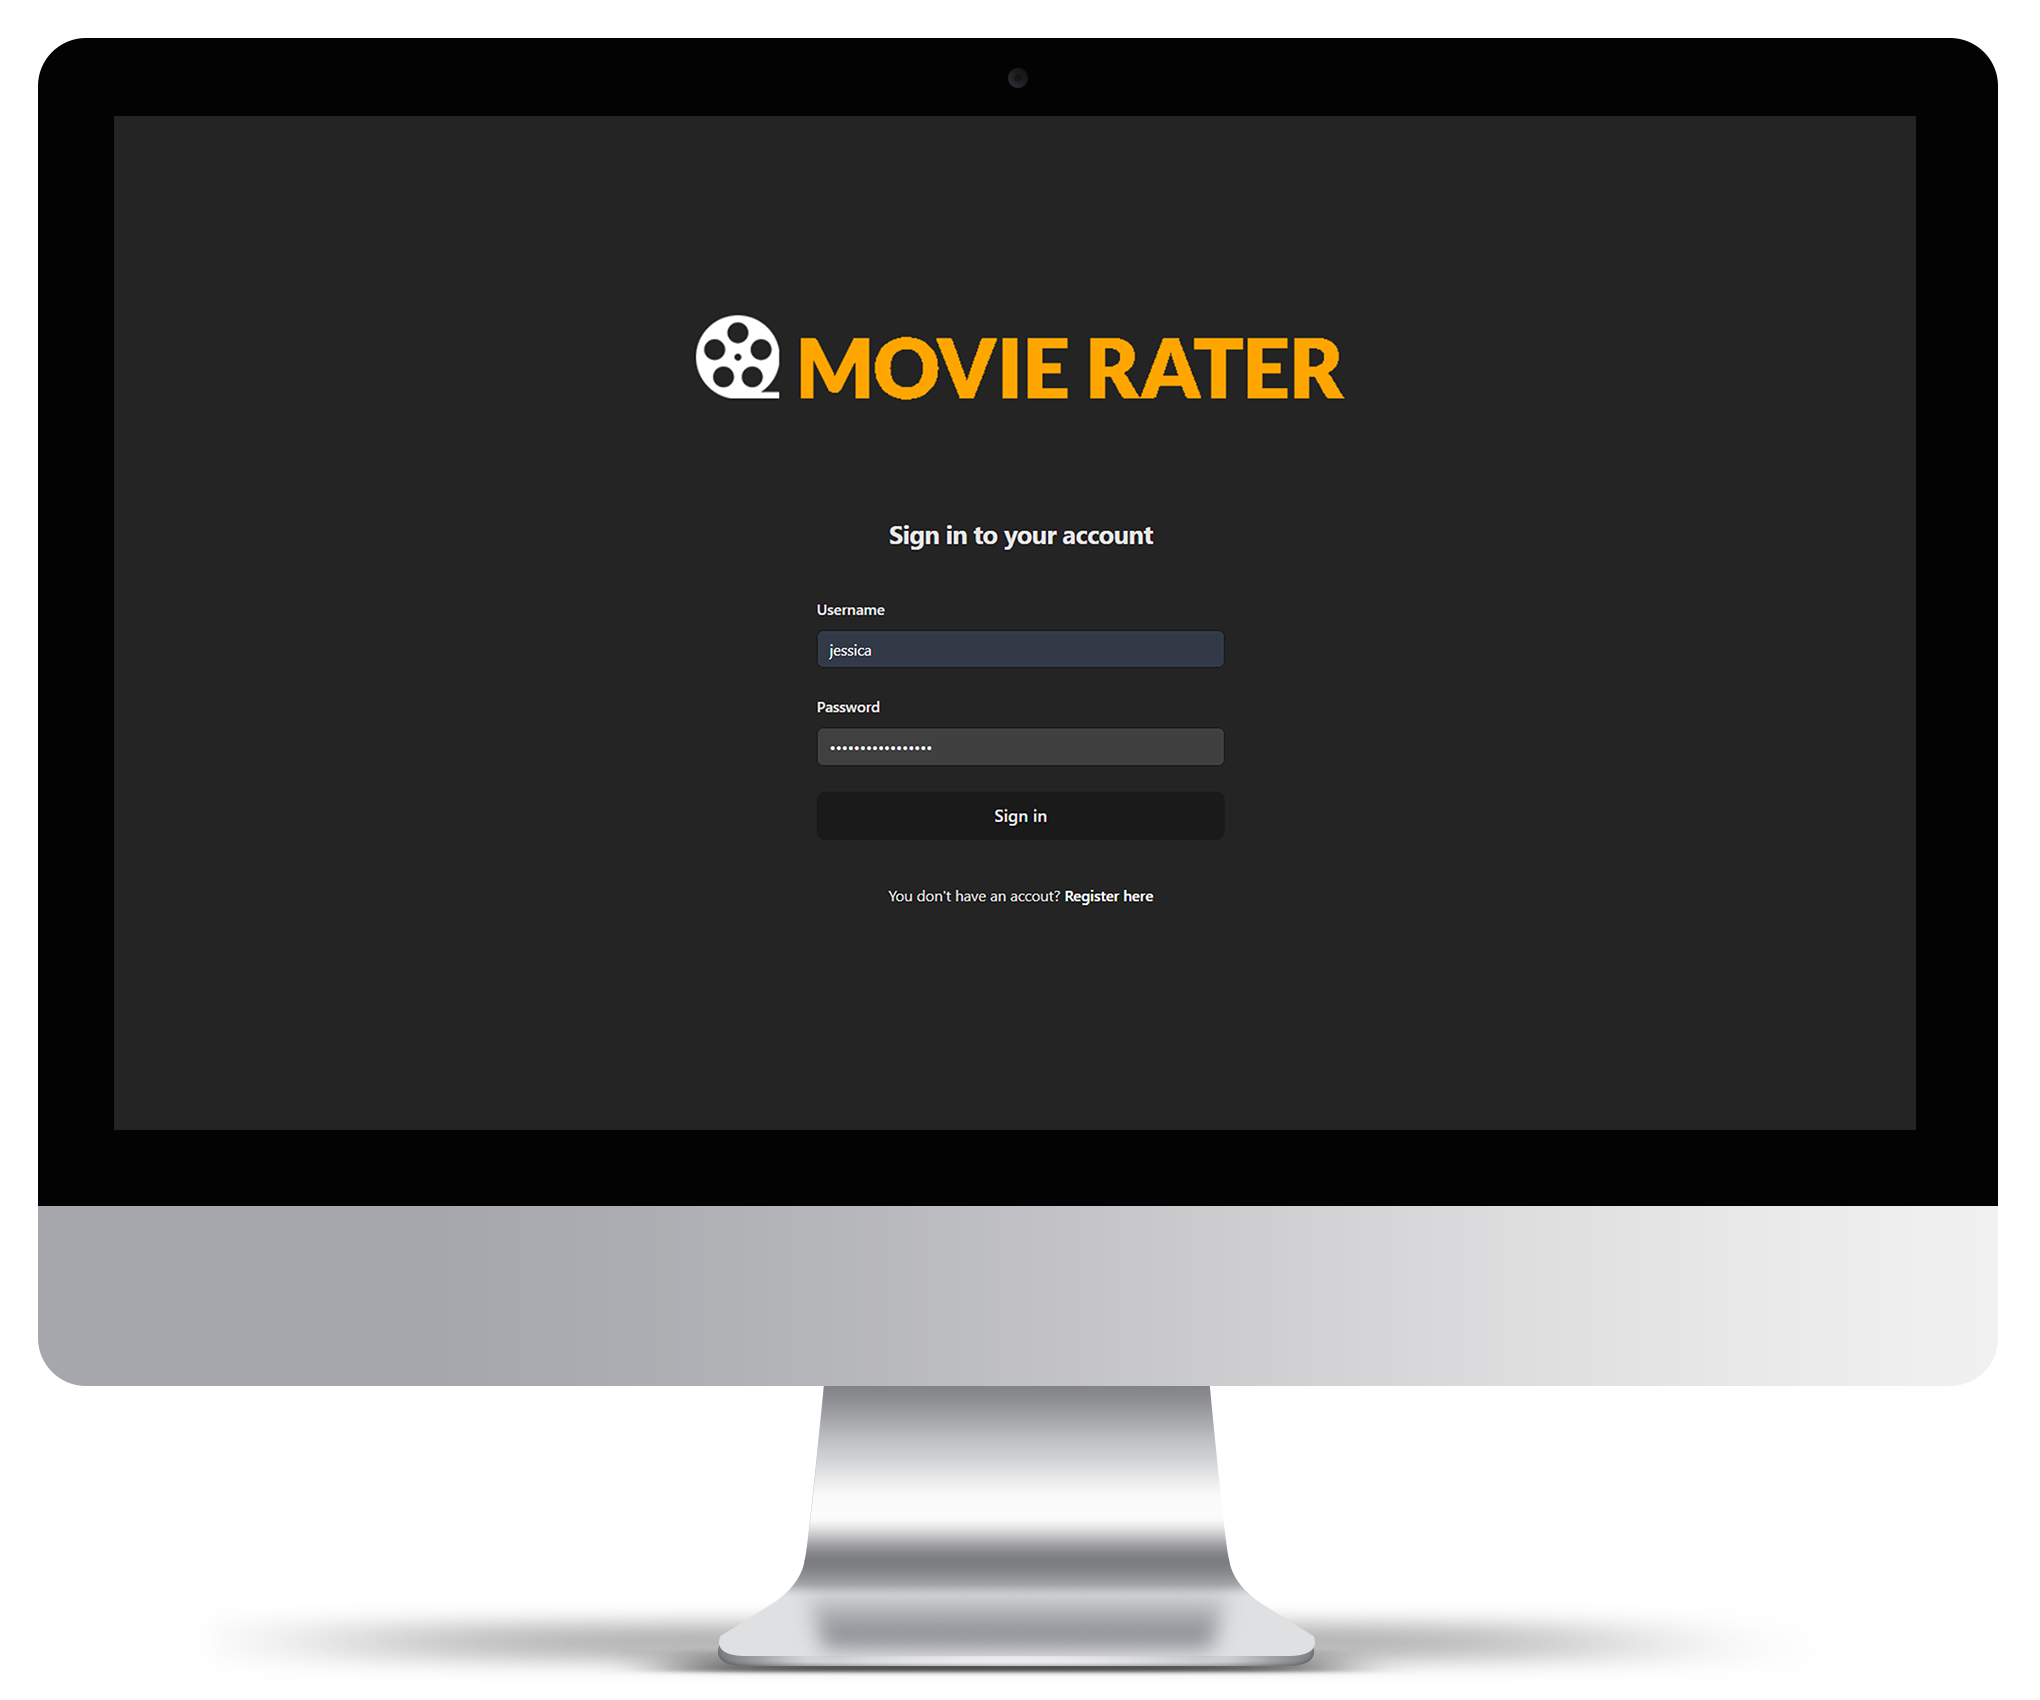 MOVIE RATER
Sign in to your account
Username
jessica
Password
•••••••••••••••••
Sign in
You don't have an accout? Register here